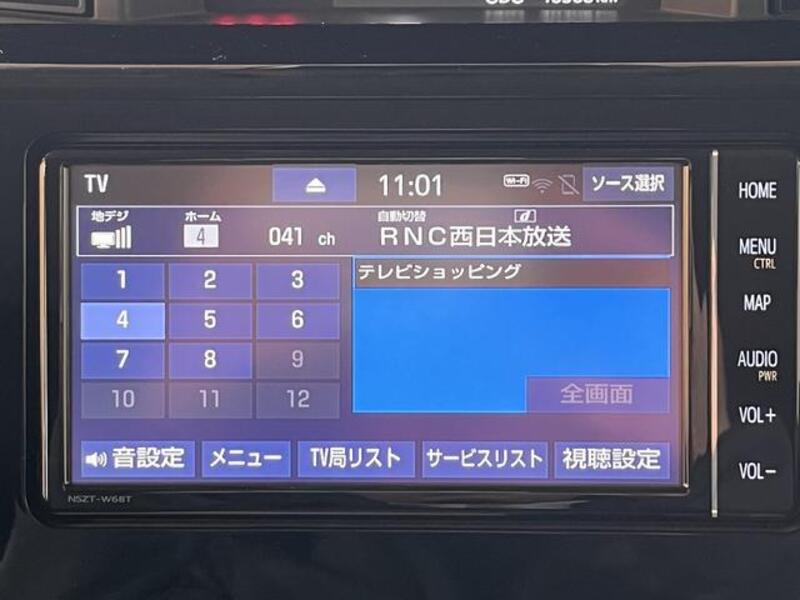 TV 11:01 Wi-Fi ソース選択
地デジ ホーム 4 041 ch 自動切替 d RNC西日本放送
テレビショッピング
1 2 3
4 5 6
7 8 9
10 11 12
全画面
音設定 メニュー TV局リスト サービスリスト 視聴設定
NSZT-W68T
HOME
MENU
CTRL
MAP
AUDIO
PWR
VOL+
VOL-